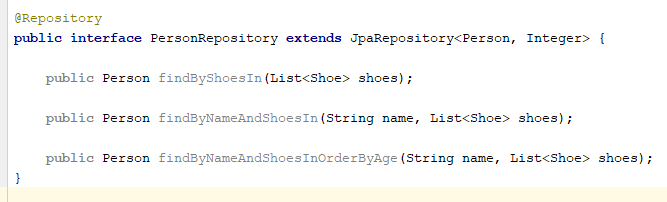 @Repository
public interface PersonRepository extends JpaRepository<Person, Integer> {
public Person findByShoesIn(List<Shoe> shoes);
public Person findByNameAndShoesIn(String name, List<Shoe> shoes);
public Person findByNameAndShoesInOrderByAge(String name, List<Shoe> shoes);
}